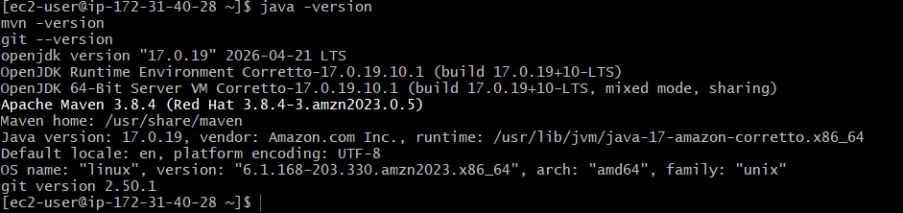 [ec2-user@ip-172-31-40-28 ~]$ java -version
mvn -version
git --version
openjdk version "17.0.19" 2026-04-21 LTS
OpenJDK Runtime Environment Corretto-17.0.19.10.1 (build 17.0.19+10-LTS)
OpenJDK 64-Bit Server VM Corretto-17.0.19.10.1 (build 17.0.19+10-LTS, mixed mode, sharing)
Apache Maven 3.8.4 (Red Hat 3.8.4-3.amzn2023.0.5)
Maven home: /usr/share/maven
Java version: 17.0.19, vendor: Amazon.com Inc., runtime: /usr/lib/jvm/java-17-amazon-corretto.x86_64
Default locale: en, platform encoding: UTF-8
OS name: "linux", version: "6.1.168-203.330.amzn2023.x86_64", arch: "amd64", family: "unix"
git version 2.50.1
[ec2-user@ip-172-31-40-28 ~]$